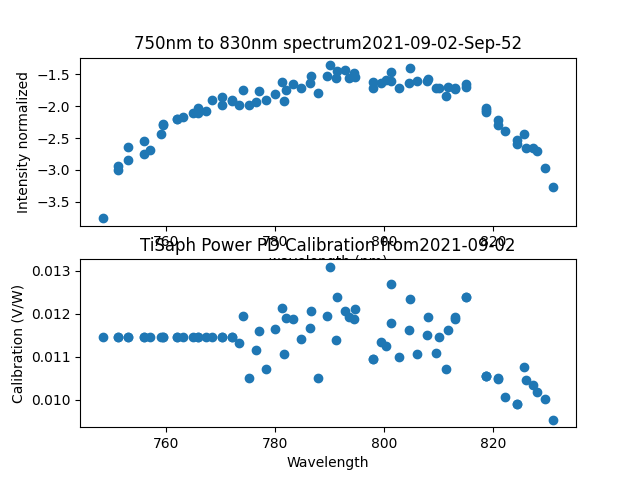 750nm to 830nm spectrum2021-09-02-Sep-52
−1.5
−2.0
−2.5
−3.0
−3.5
Intensity normalized
760 780 800 820
wavelength (nm)
TiSaph Power PD Calibration from2021-09-02
0.013
0.012
0.011
0.010
Calibration (V/W)
760 780 800 820
Wavelength